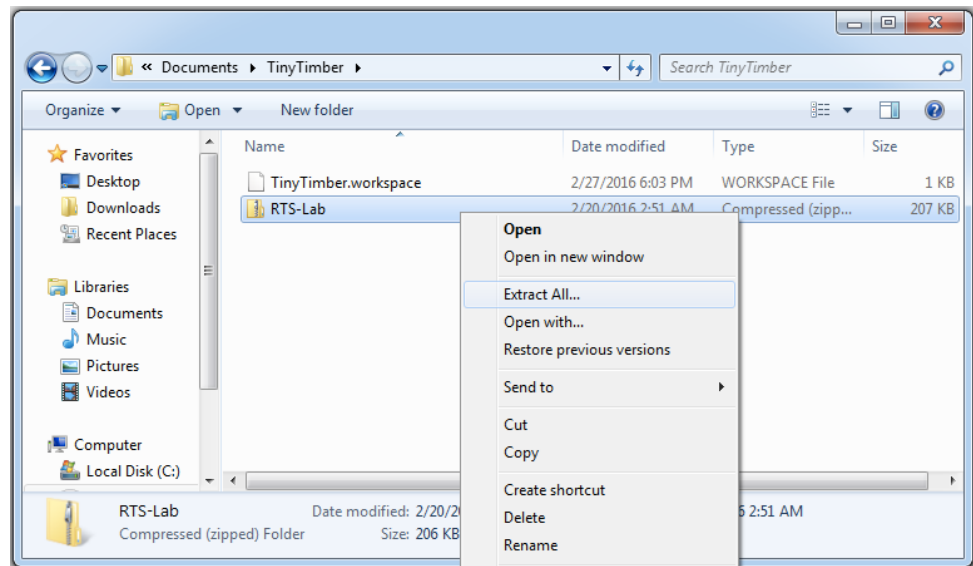 « Documents ▸ TinyTimber ▸ Search TinyTimber
Organize ▾ Open ▾ New folder
Name Date modified Type Size
Favorites
Desktop
Downloads
Recent Places
Libraries
Documents
Music
Pictures
Videos
Computer
Local Disk (C:)
TinyTimber.workspace 2/27/2016 6:03 PM WORKSPACE File 1 KB
RTS-Lab 2/20/2016 2:51 AM Compressed (zipp... 207 KB
Open
Open in new window
Extract All...
Open with...
Restore previous versions
Send to
Cut
Copy
Create shortcut
Delete
Rename
RTS-Lab Date modified: 2/20/20 2:51 AM
Compressed (zipped) Folder Size: 206 KB